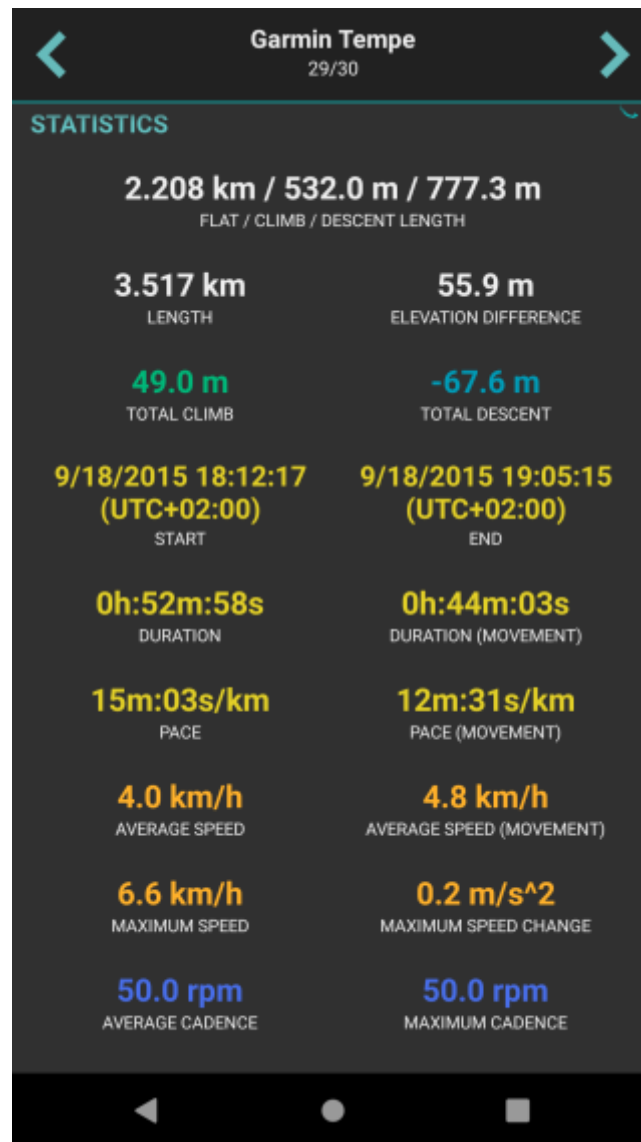 Garmin Tempe
29/30
STATISTICS
2.208 km / 532.0 m / 777.3 m
FLAT / CLIMB / DESCENT LENGTH
3.517 km 55.9 m
LENGTH ELEVATION DIFFERENCE
49.0 m -67.6 m
TOTAL CLIMB TOTAL DESCENT
9/18/2015 18:12:17 9/18/2015 19:05:15
(UTC+02:00) (UTC+02:00)
START END
0h:52m:58s 0h:44m:03s
DURATION DURATION (MOVEMENT)
15m:03s/km 12m:31s/km
PACE PACE (MOVEMENT)
4.0 km/h 4.8 km/h
AVERAGE SPEED AVERAGE SPEED (MOVEMENT)
6.6 km/h 0.2 m/s^2
MAXIMUM SPEED MAXIMUM SPEED CHANGE
50.0 rpm 50.0 rpm
AVERAGE CADENCE MAXIMUM CADENCE